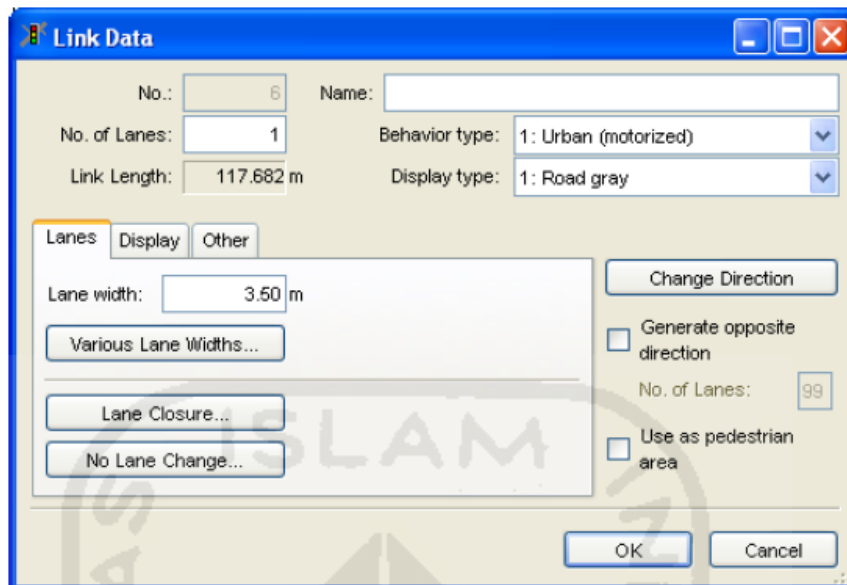 Link Data
No.: 6 Name:
No. of Lanes: 1 Behavior type: 1: Urban (motorized)
Link Length: 117.682 m Display type: 1: Road gray
Lanes Display Other
Lane width: 3.50 m
Various Lane Widths...
Lane Closure...
No Lane Change...
Change Direction
Generate opposite
direction
No. of Lanes: 99
Use as pedestrian
area
OK Cancel
ISLAM